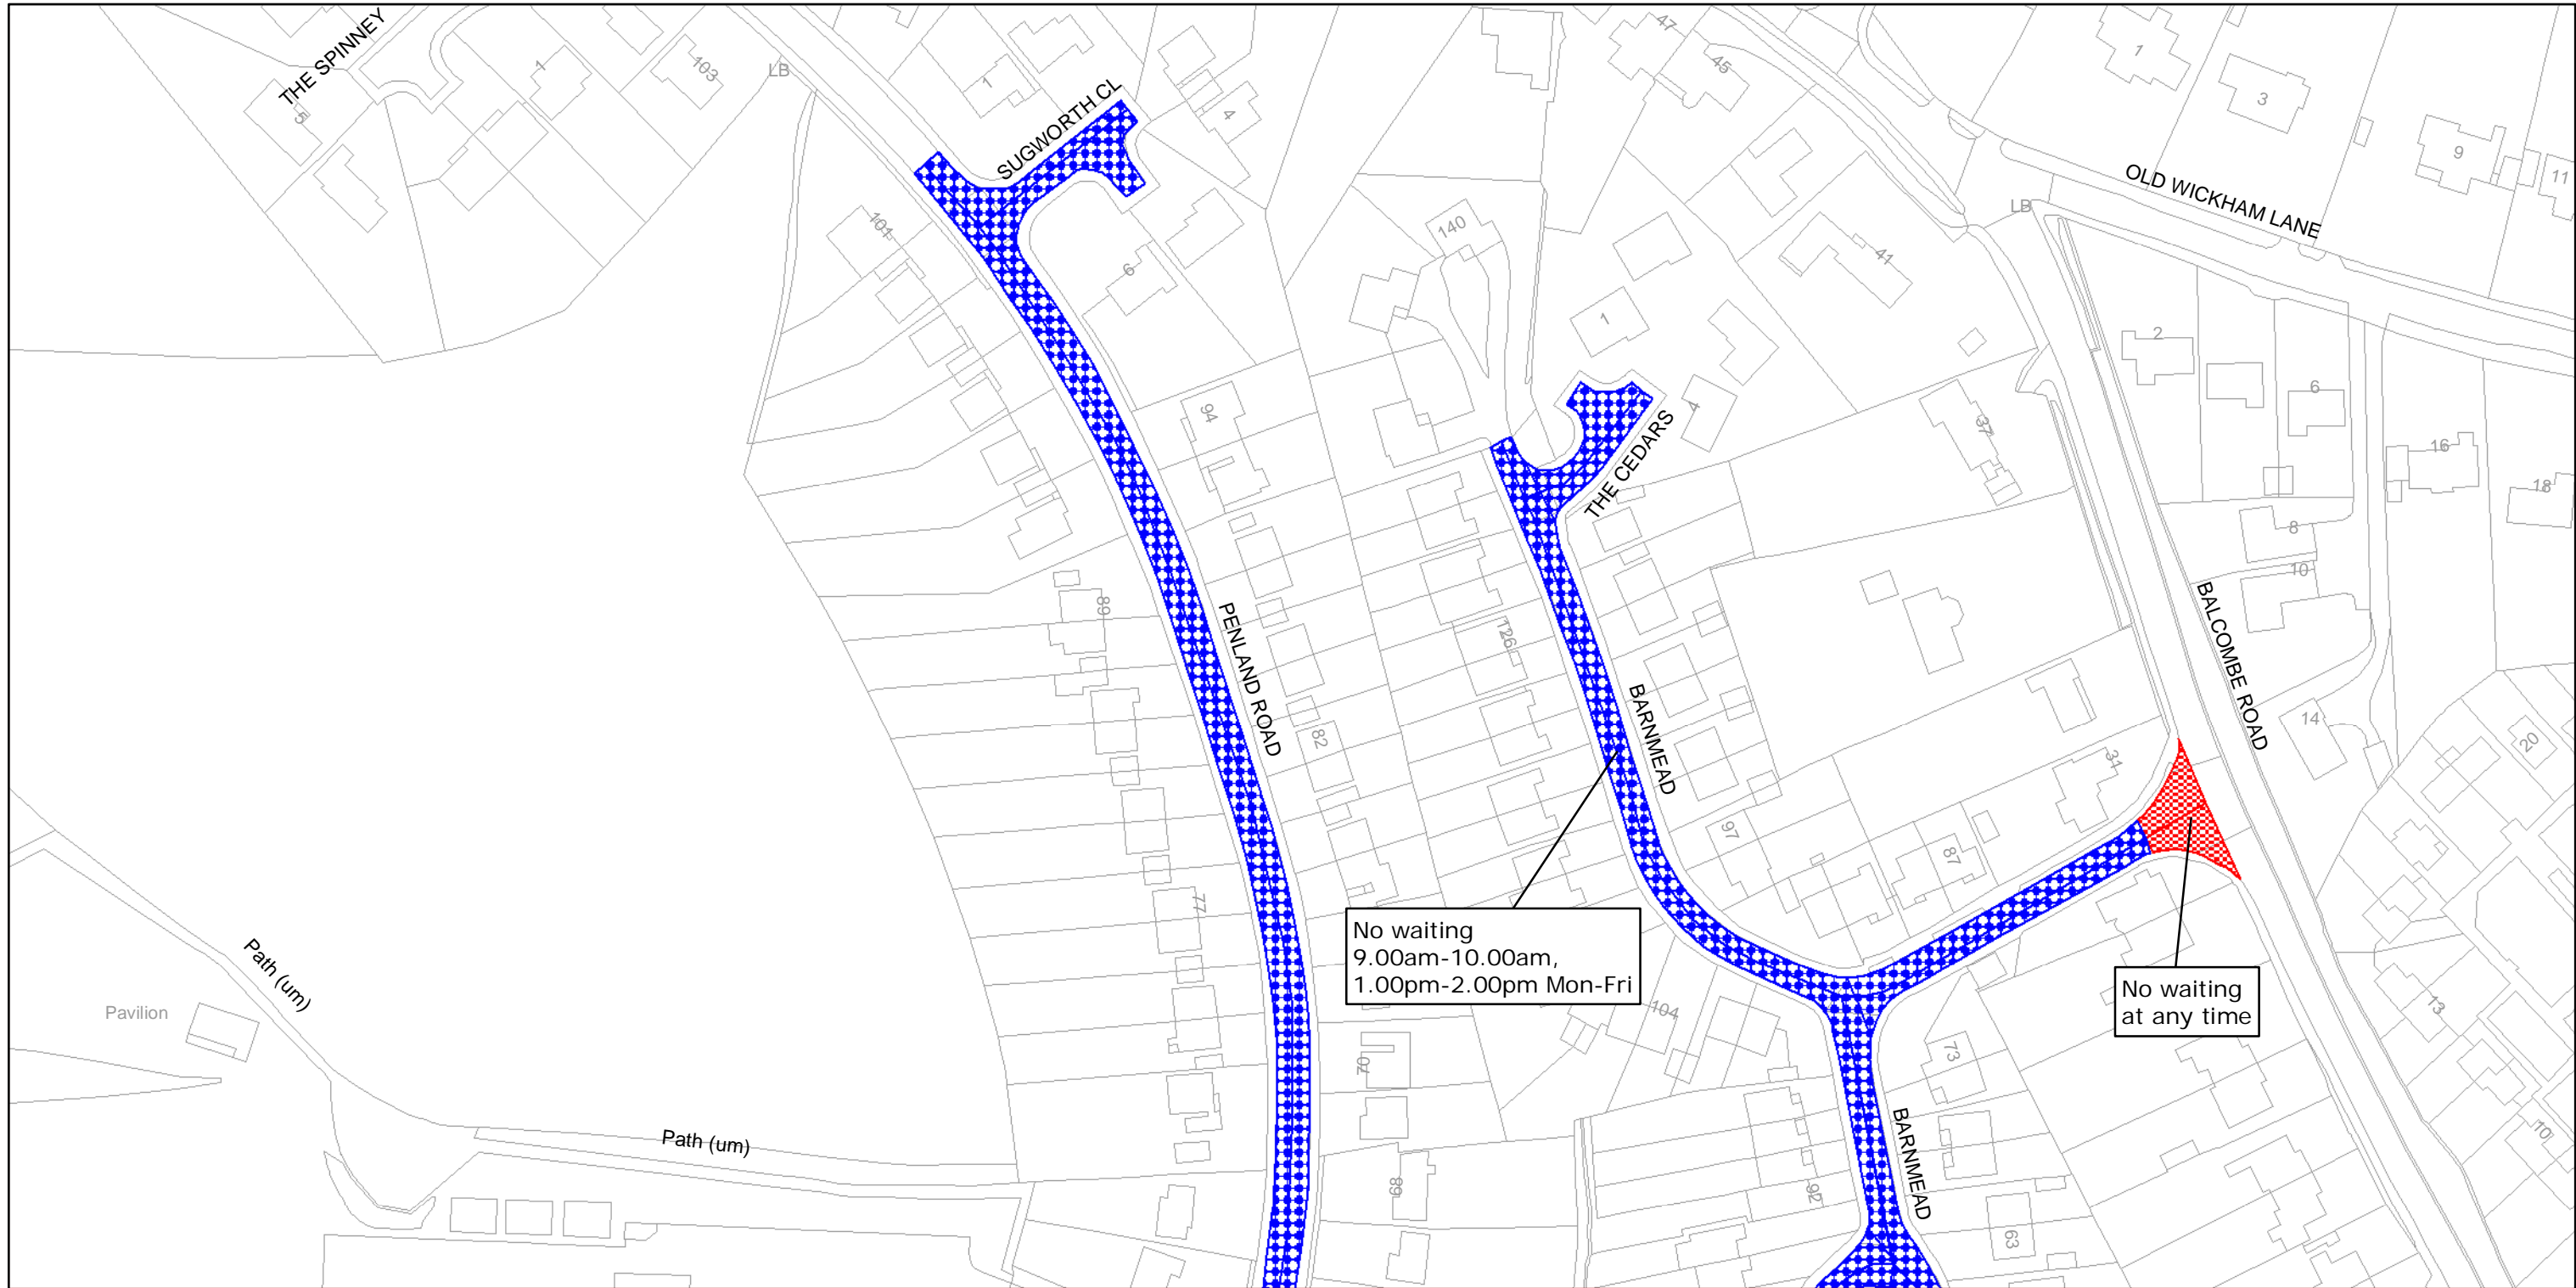 THE SPINNEY
5
1
103
LB
1
SUGWORTH CL
4
101
6
47
45
1
3
9
11
OLD WICKHAM LANE
LB
140
41
1
4
THE CEDARS
94
37
2
6
16
18
8
10
89
PENLAND ROAD
126
BALCOMBE ROAD
BARNMEAD
82
14
20
31
97
87
77
No waiting
9.00am-10.00am,
1.00pm-2.00pm Mon-Fri
No waiting
at any time
Path (um)
Pavilion
104
13
70
73
Path (um)
BARNMEAD
10
68
92
63